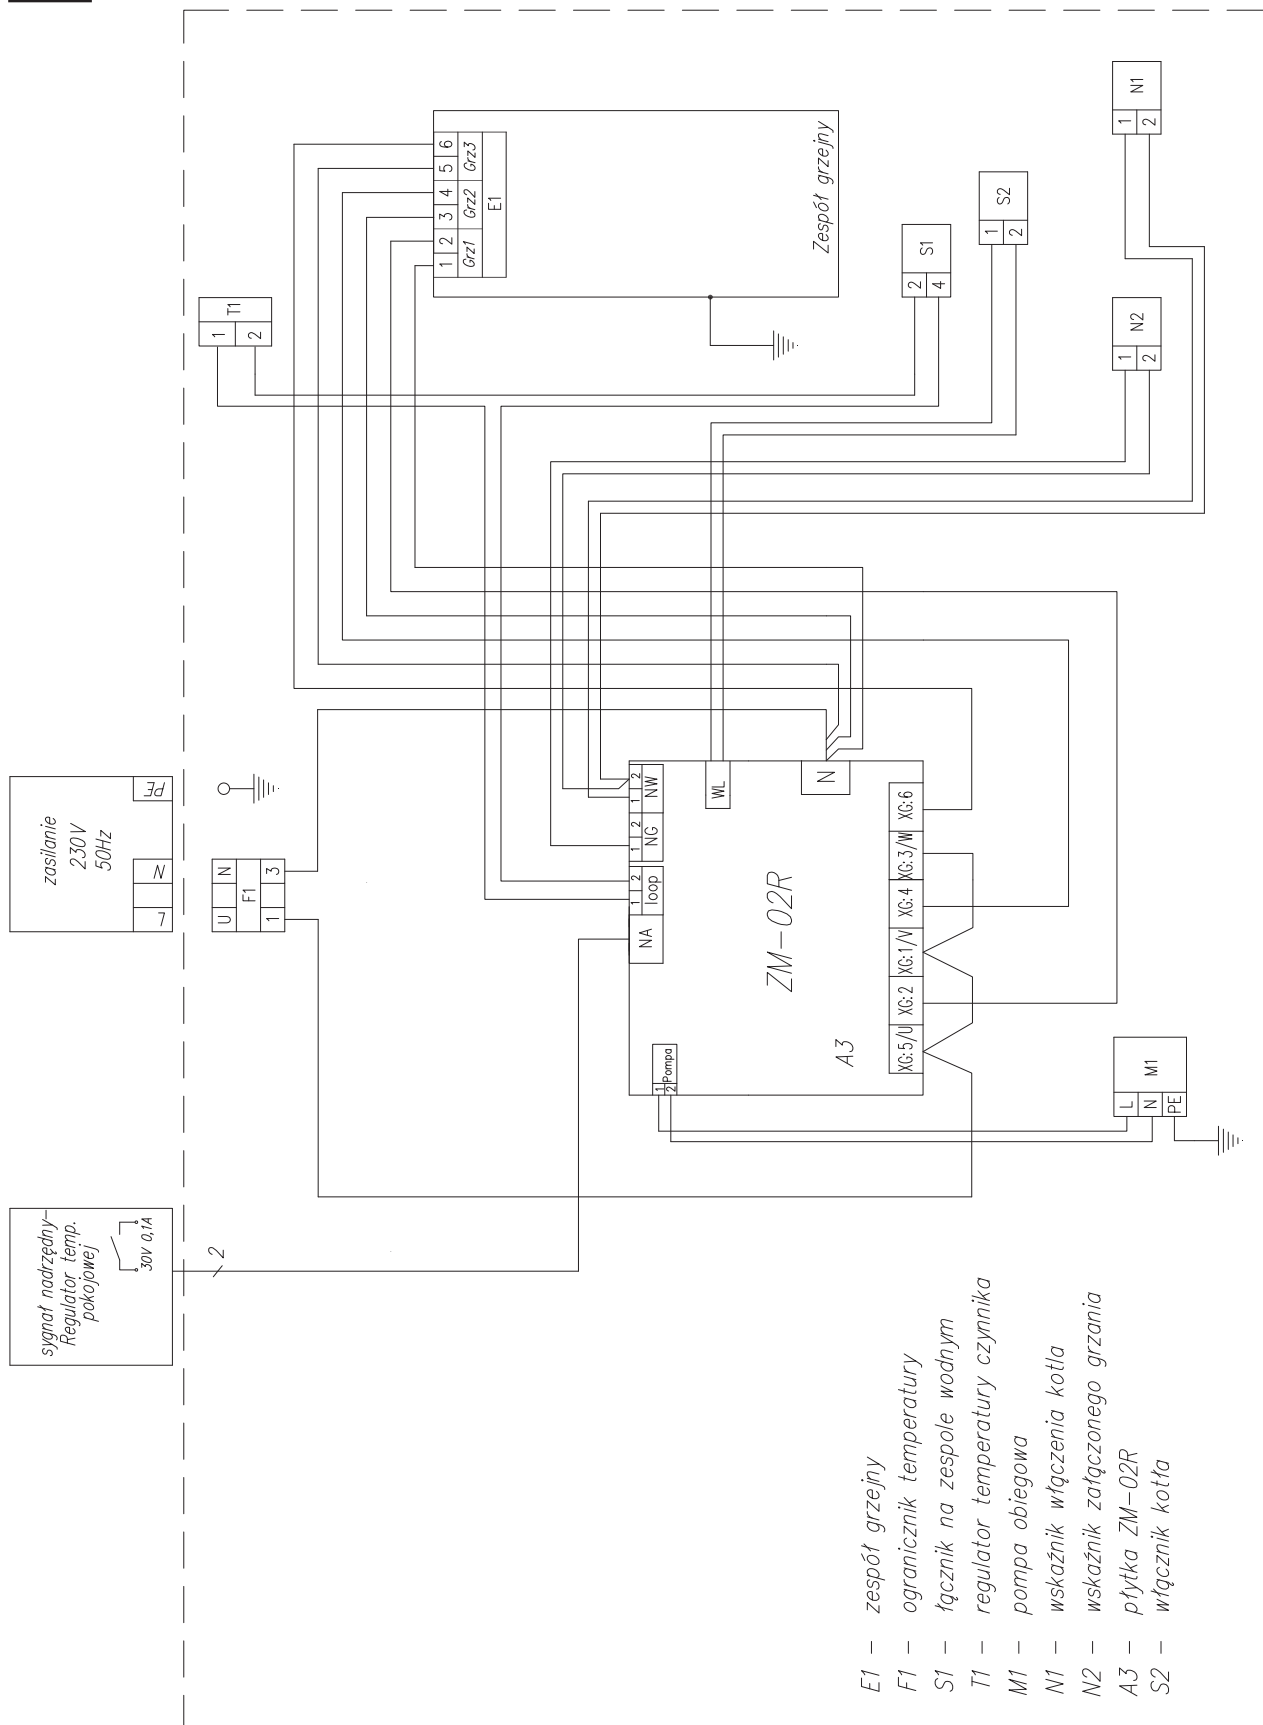 sygnał nadrzędny-
Regulator temp.
pokojowej
30V 0,1A
2
zasilanie
230V
50Hz
L
N
PE
U
N
F1
1
3
T1
1
2
1
2
3
4
5
6
Grz1
Grz2
Grz3
E1
Zespół grzejny
S1
2
4
S2
1
2
N1
1
2
N2
1
2
NA
1
2
loop
1
2
NG
1
2
NW
WL
N
ZM-02R
A3
1
2
Pompa
XG:5/U
XG:2
XG:1/V
XG:4
XG:3/W
XG:6
L
N
PE
M1
E1 - zespół grzejny
F1 - ogranicznik temperatury
S1 - łącznik na zespole wodnym
T1 - regulator temperatury czynnika
M1 - pompa obiegowa
N1 - wskaźnik włączenia kotla
N2 - wskaźnik załączonego grzania
A3 - płytka ZM-02R
S2 - włącznik kotła